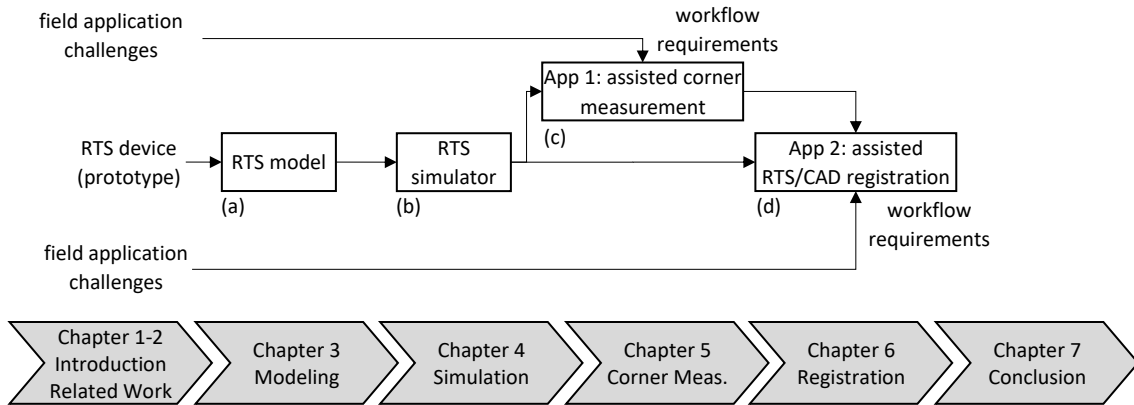 field application
challenges
workflow
requirements
App 1: assisted corner
measurement
(c)
RTS device
(prototype)
RTS model
(a)
RTS
simulator
(b)
App 2: assisted
RTS/CAD registration
(d)
workflow
requirements
field application
challenges
Chapter 1-2
Introduction
Related Work
Chapter 3
Modeling
Chapter 4
Simulation
Chapter 5
Corner Meas.
Chapter 6
Registration
Chapter 7
Conclusion